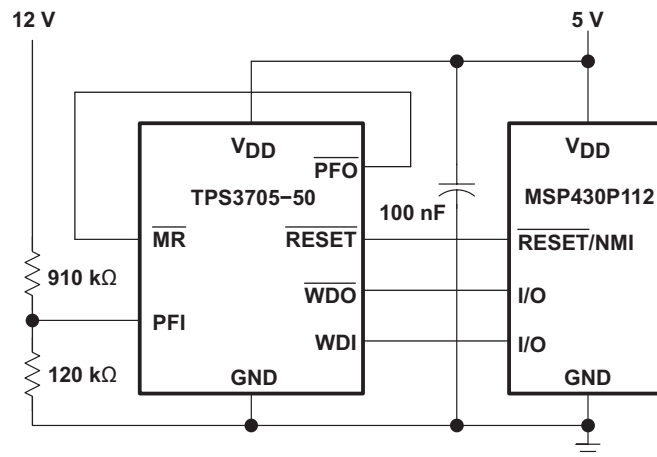 12 V
5 V
VDD
PFO
TPS3705−50
MR
RESET
WDO
PFI
WDI
GND
910 kΩ
120 kΩ
100 nF
VDD
MSP430P112
RESET/NMI
I/O
I/O
GND